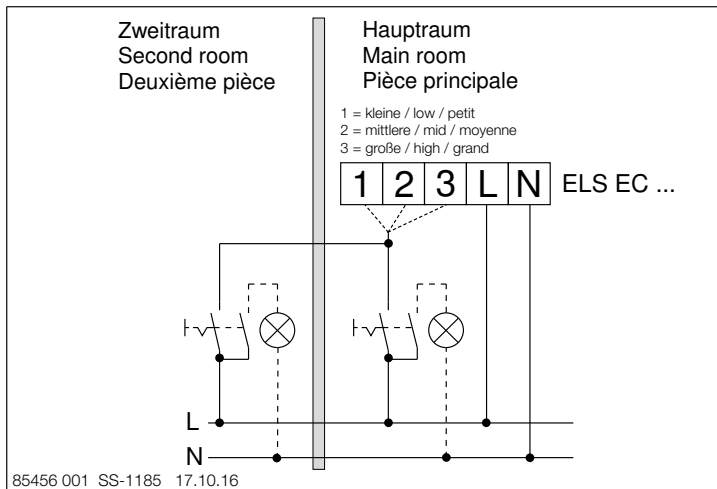 Zweitraum
Second room
Deuxième pièce
Hauptraum
Main room
Pièce principale
1 = kleine / low / petit
2 = mittlere / mid / moyenne
3 = große / high / grand
1 2 3 L N ELS EC ...
L
N
85456 001 SS-1185 17.10.16